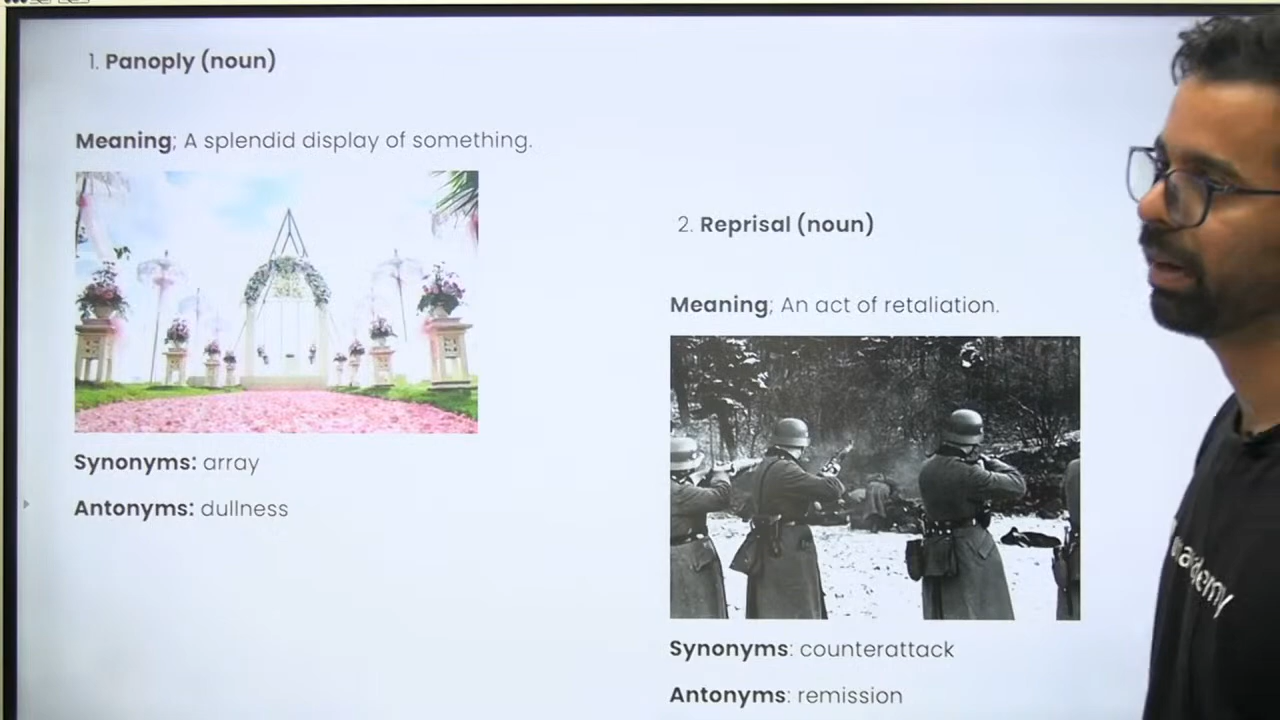 1. Panoply (noun)
Meaning; A splendid display of something.
Synonyms: array
Antonyms: dullness
2. Reprisal (noun)
Meaning; An act of retaliation.
Synonyms: counterattack
Antonyms: remission